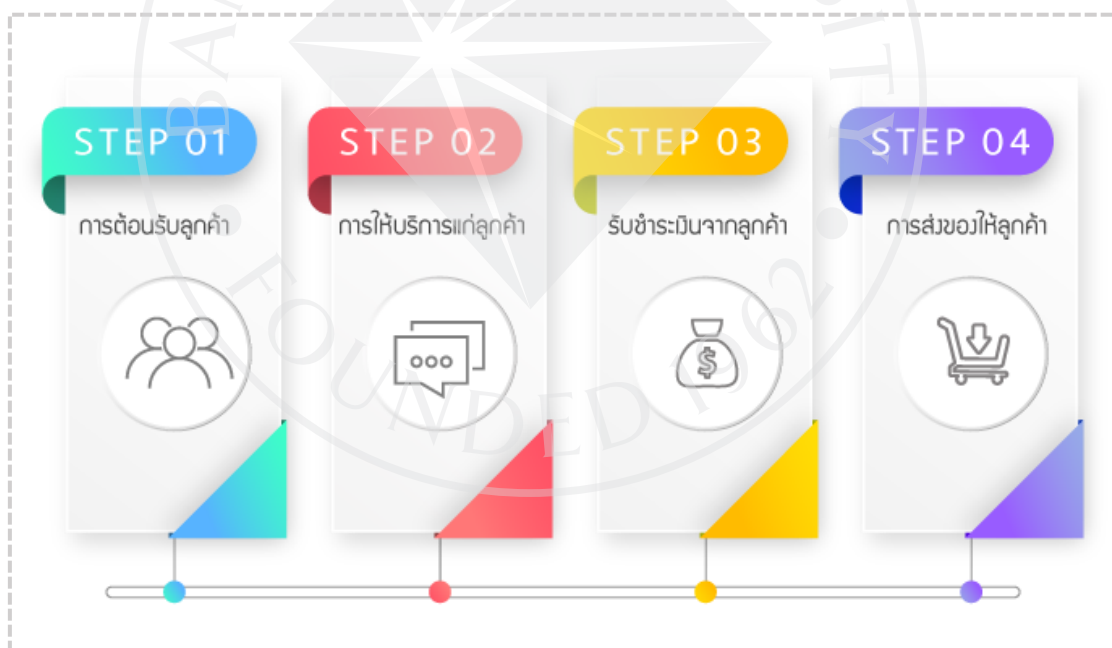 STEP 01
การต้อนรับลูกค้า
STEP 02
การให้บริการแก่ลูกค้า
STEP 03
รับชำระเงินจากลูกค้า
STEP 04
การส่งของให้ลูกค้า
$
FOUNDED 1962